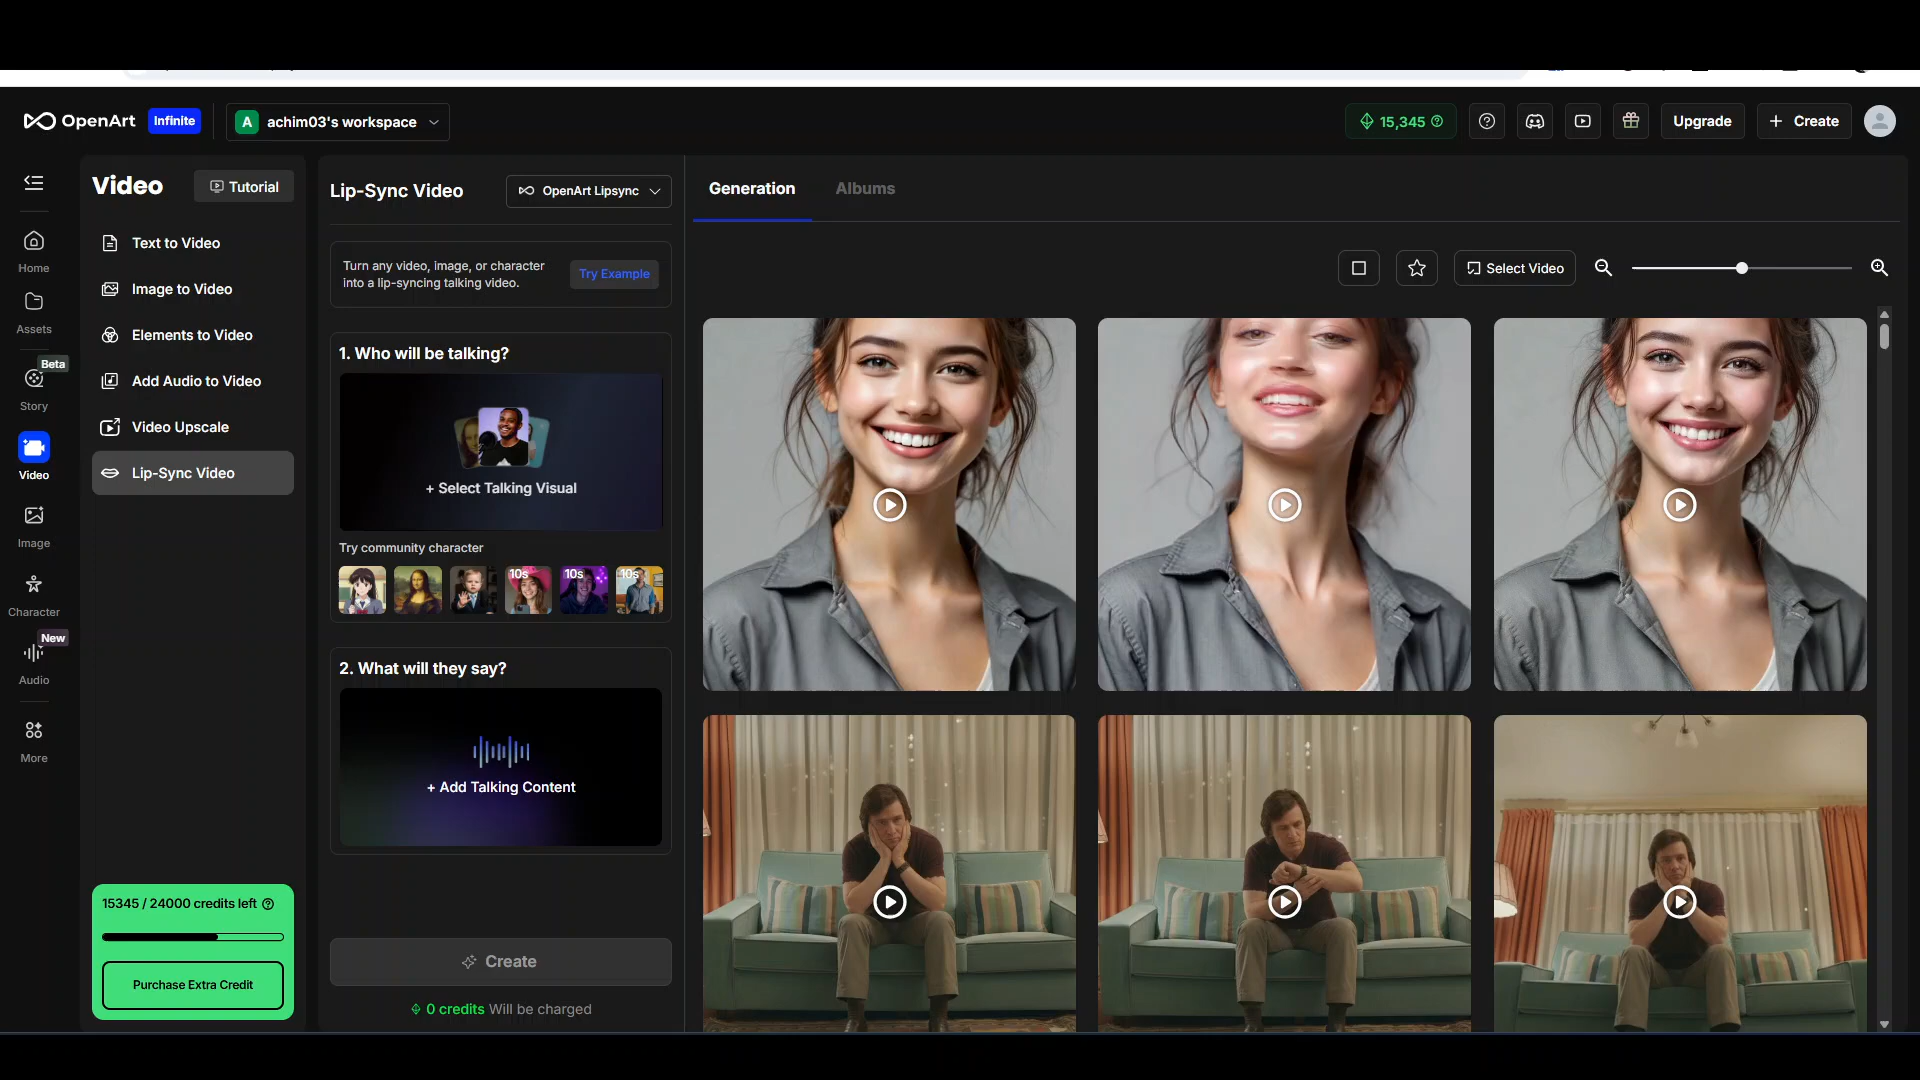 OpenArt
Infinite
A
achim03's workspace
15,345
Upgrade
+ Create
Home
Assets
Beta
Story
Video
Image
Character
New
Audio
More
Video
Tutorial
Text to Video
Image to Video
Elements to Video
Add Audio to Video
Video Upscale
Lip-Sync Video
15345 / 24000 credits left
Purchase Extra Credit
Lip-Sync Video
OpenArt Lipsync
Turn any video, image, or character
into a lip-syncing talking video.
Try Example
1. Who will be talking?
+ Select Talking Visual
Try community character
10s
10s
10s
2. What will they say?
+ Add Talking Content
Create
0 credits Will be charged
Generation
Albums
Select Video